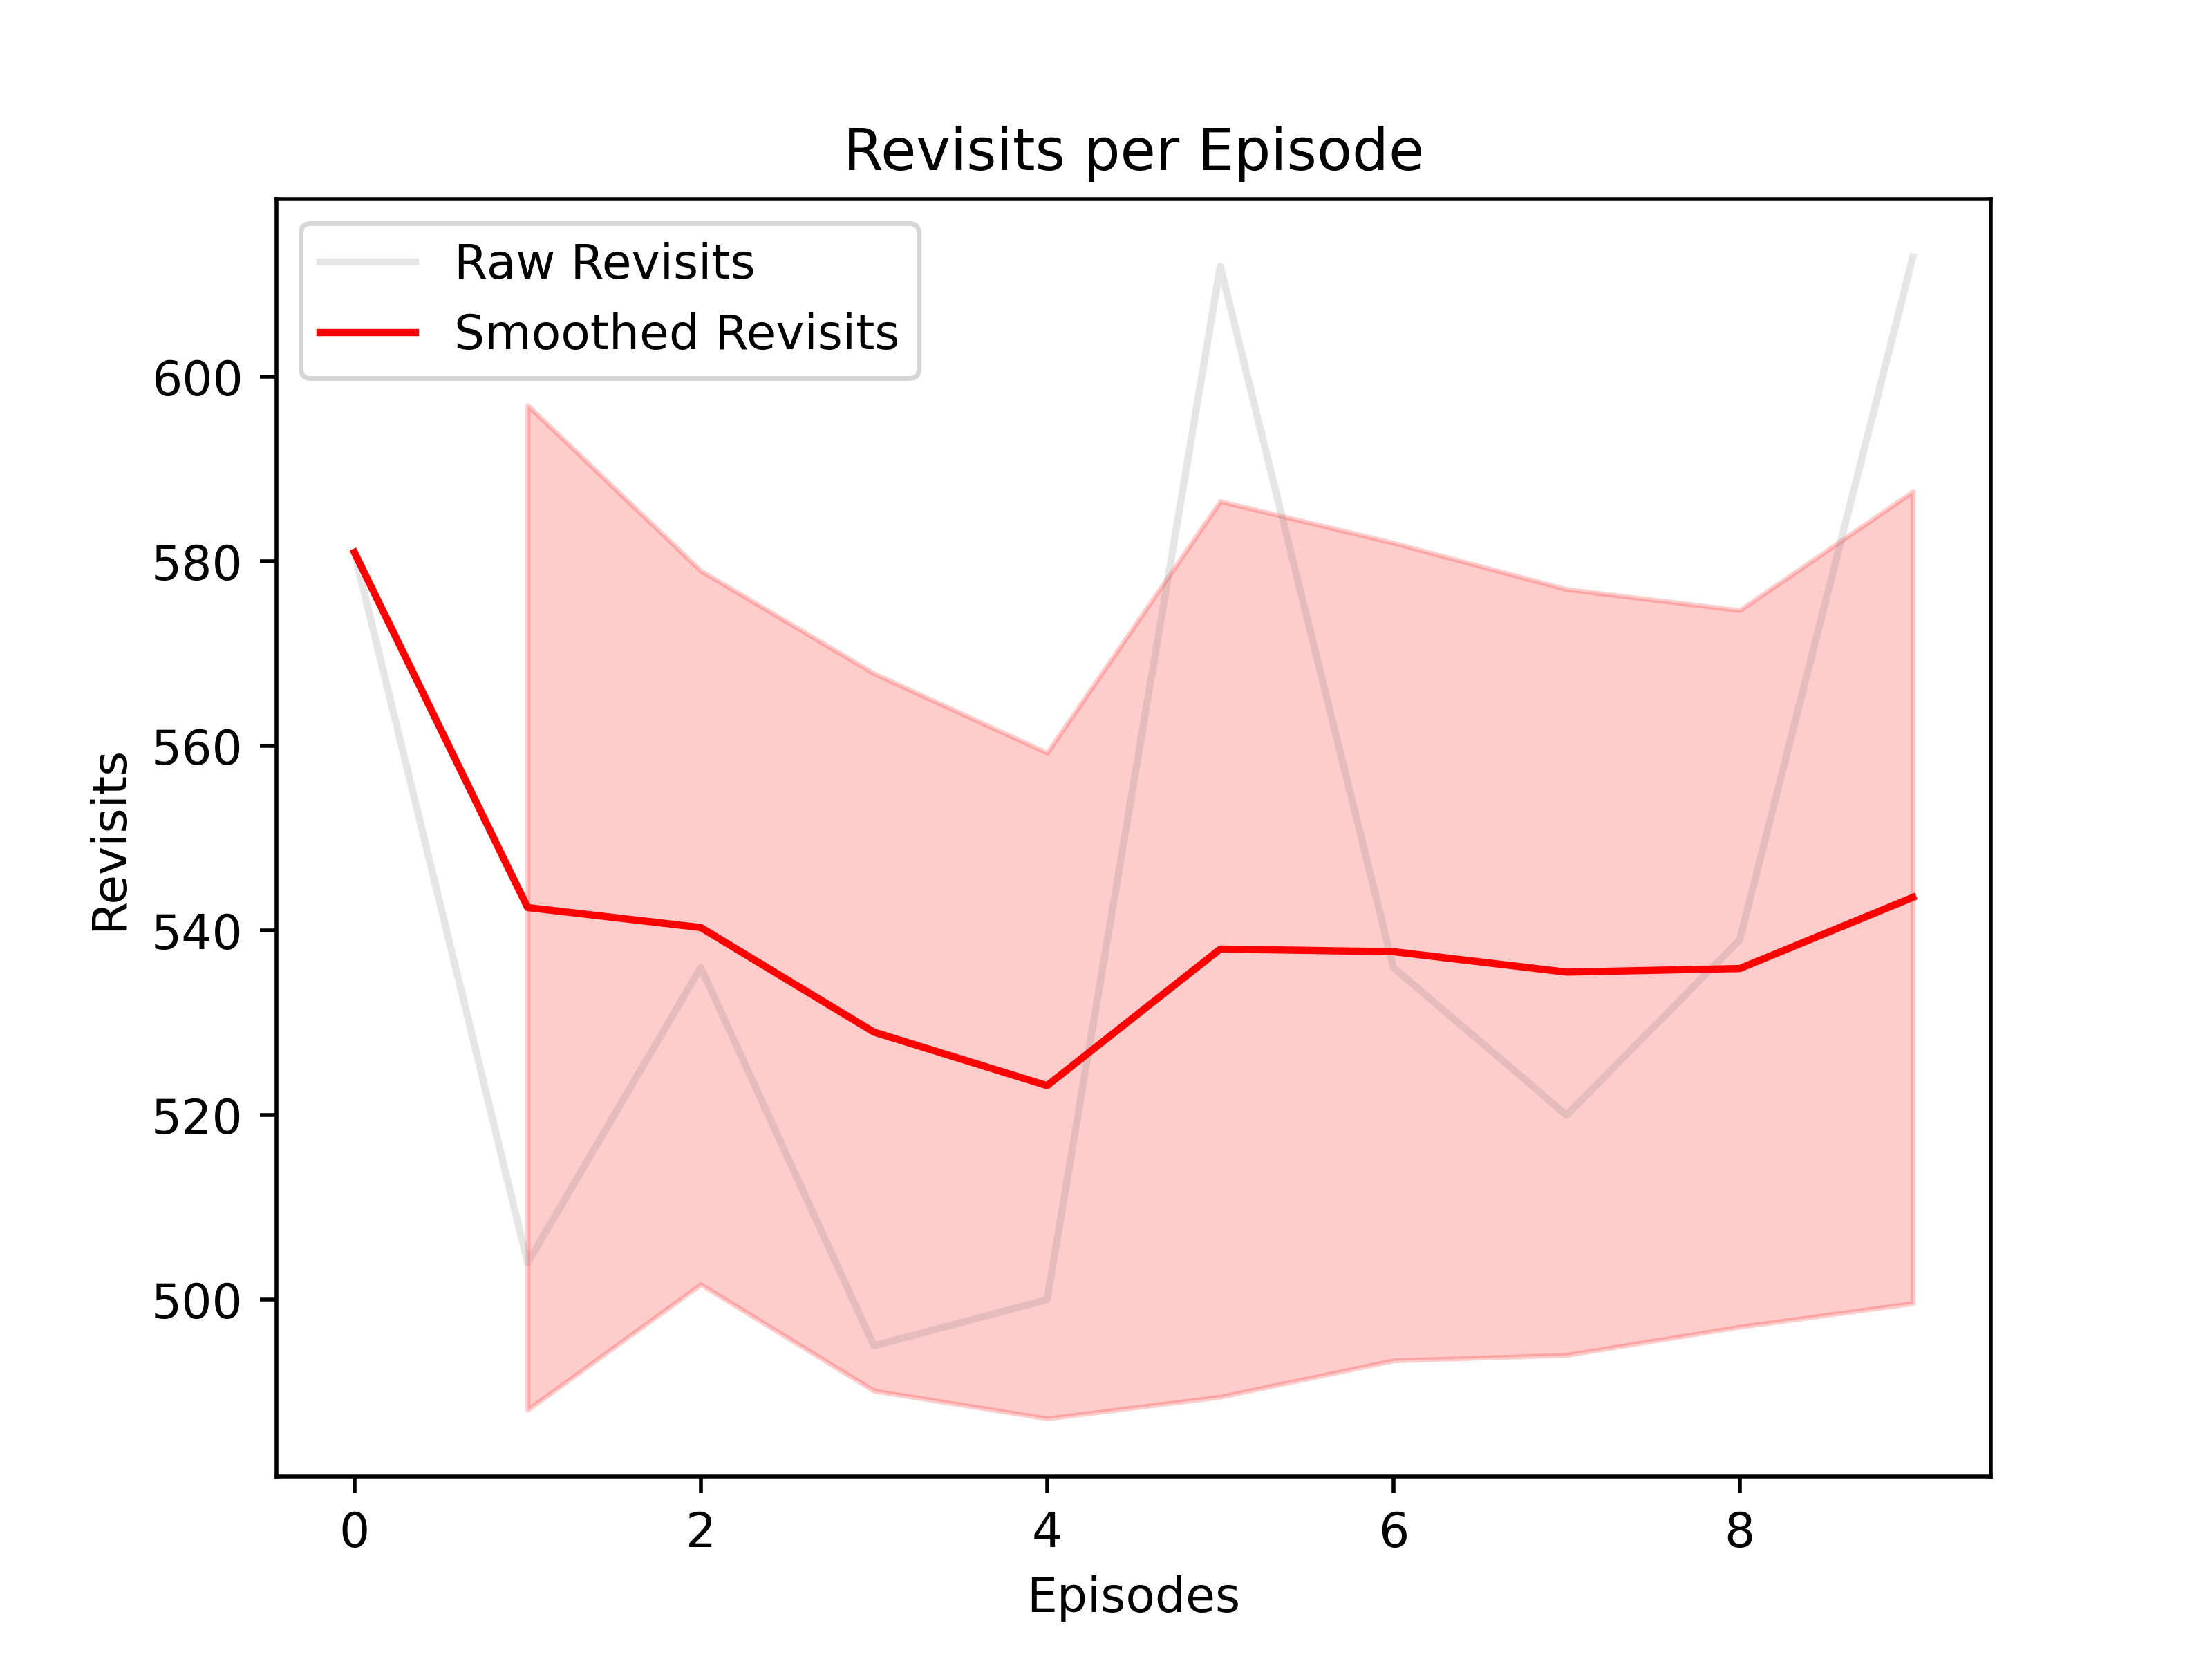 Revisits per Episode
Raw Revisits
Smoothed Revisits
600
580
560
540
520
500
Revisits
0 2 4 6 8
Episodes